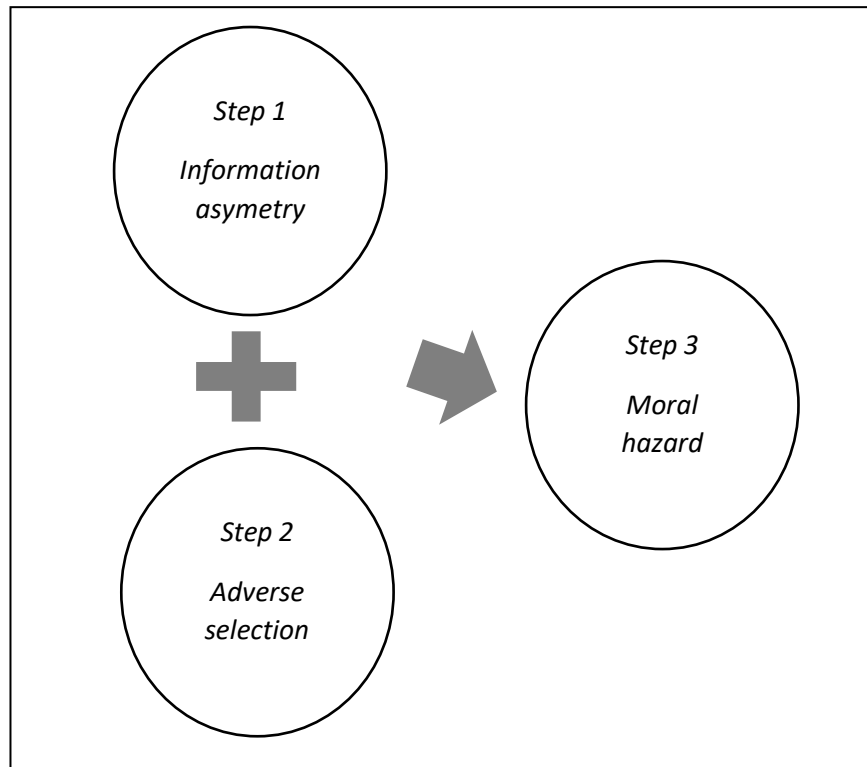 Step 1
Information
asymetry
Step 2
Adverse
selection
Step 3
Moral
hazard